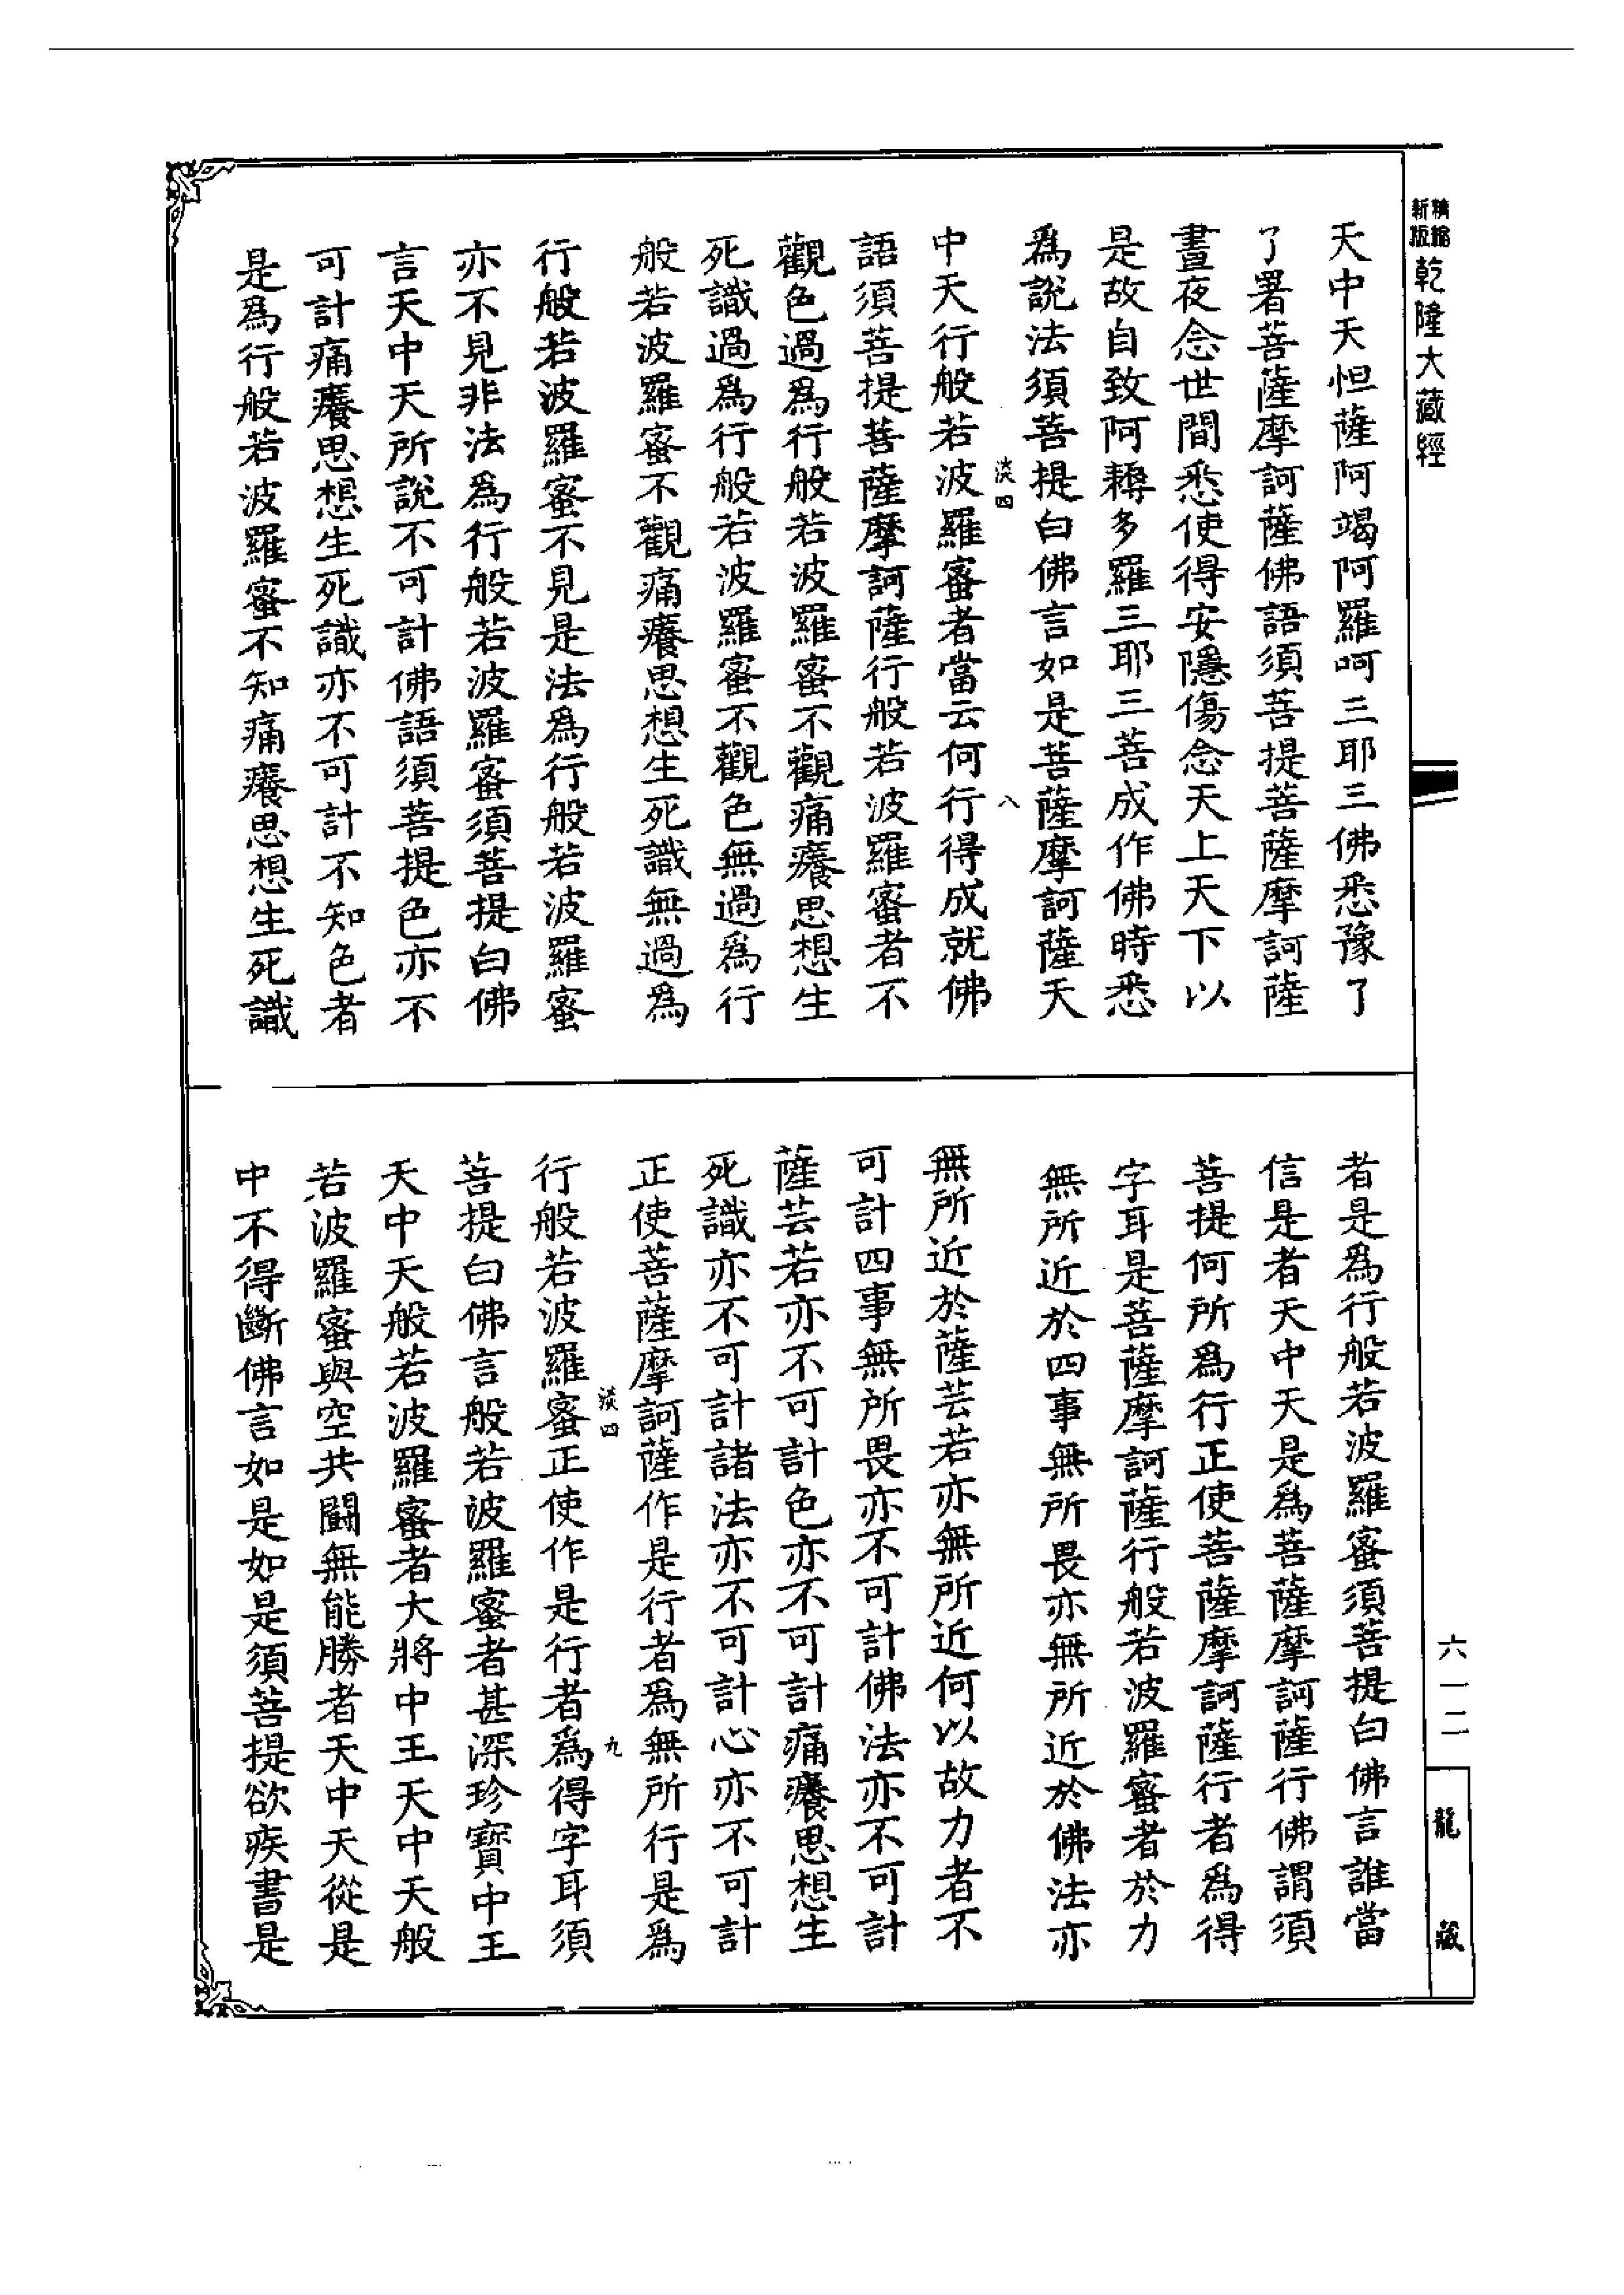 精縮
新版
乾隆大藏經
天中天怛薩阿竭阿羅呵三耶三佛悉豫了
了署菩薩摩訶薩佛語須菩提菩薩摩訶薩
晝夜念世間悉使得安隱傷念天上天下以
是故自致阿耨多羅三耶三菩成作佛時悉
爲說法須菩提白佛言如是菩薩摩訶薩天
淡四
八
中天行般若波羅蜜者當云何行得成就佛
語須菩提菩薩摩訶薩行般若波羅蜜者不
觀色過爲行般若波羅蜜不觀痛癢思想生
死識過爲行般若波羅蜜不觀色無過爲行
般若波羅蜜不觀痛癢思想生死識無過爲
行般若波羅蜜不見是法爲行般若波羅蜜
亦不見非法爲行般若波羅蜜須菩提白佛
言天中天所說不可計佛語須菩提色亦不
可計痛癢思想生死識亦不可計不知色者
是爲行般若波羅蜜不知痛癢思想生死識
者是爲行般若波羅蜜須菩提白佛言誰當
信是者天中天是爲菩薩摩訶薩行佛謂須
菩提何所爲行正使菩薩摩訶薩行者爲得
字耳是菩薩摩訶薩行般若波羅蜜者於力
無所近於四事無所畏亦無所近於佛法亦
無所近於薩芸若亦無所近何以故力者不
可計四事無所畏亦不可計佛法亦不可計
薩芸若亦不可計色亦不可計痛癢思想生
死識亦不可計諸法亦不可計心亦不可計
正使菩薩摩訶薩作是行者爲無所行是爲
淡四
九
行般若波羅蜜正使作是行者爲得字耳須
菩提白佛言般若波羅蜜者甚深珍寶中王
天中天般若波羅蜜者大將中王天中天般
若波羅蜜與空共鬪無能勝者天中天從是
中不得斷佛言如是如是須菩提欲疾書是
六一二
龍藏